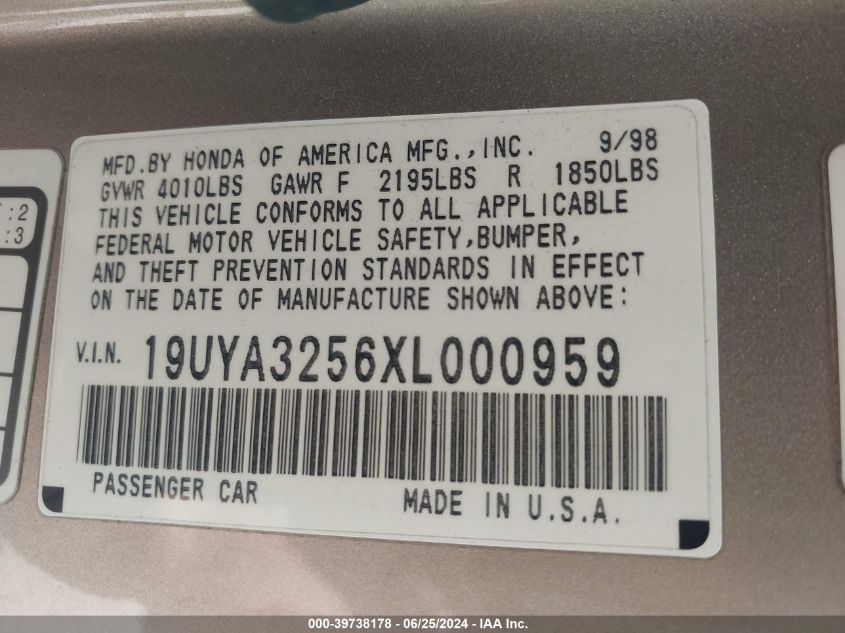 MFD.BY HONDA OF AMERICA MFG.,INC. 9/98
GVWR 4010LBS GAWR F 2195LBS R 1850LBS
THIS VEHICLE CONFORMS TO ALL APPLICABLE
FEDERAL MOTOR VEHICLE SAFETY,BUMPER,
AND THEFT PREVENTION STANDARDS IN EFFECT
ON THE DATE OF MANUFACTURE SHOWN ABOVE:
V.I.N. 19UYA3256XL000959
PASSENGER CAR MADE IN U.S.A.
:2
:3
000-39738178 - 06/25/2024 - IAA Inc.